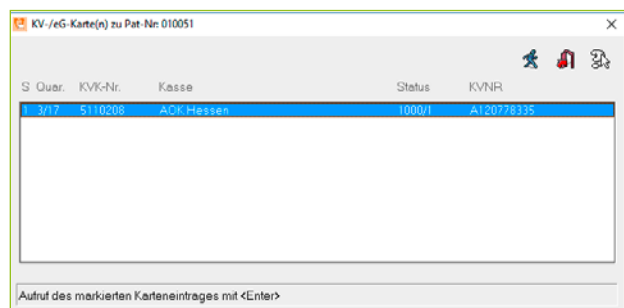 KV-/eG-Karte(n) zu Pat-Nr: 010051
S Quar. KVK-Nr. Kasse Status KVNR
1 3/17 5110208 AOK Hessen 1000/1 A120778335
Aufruf des markierten Karteneintrages mit <Enter>